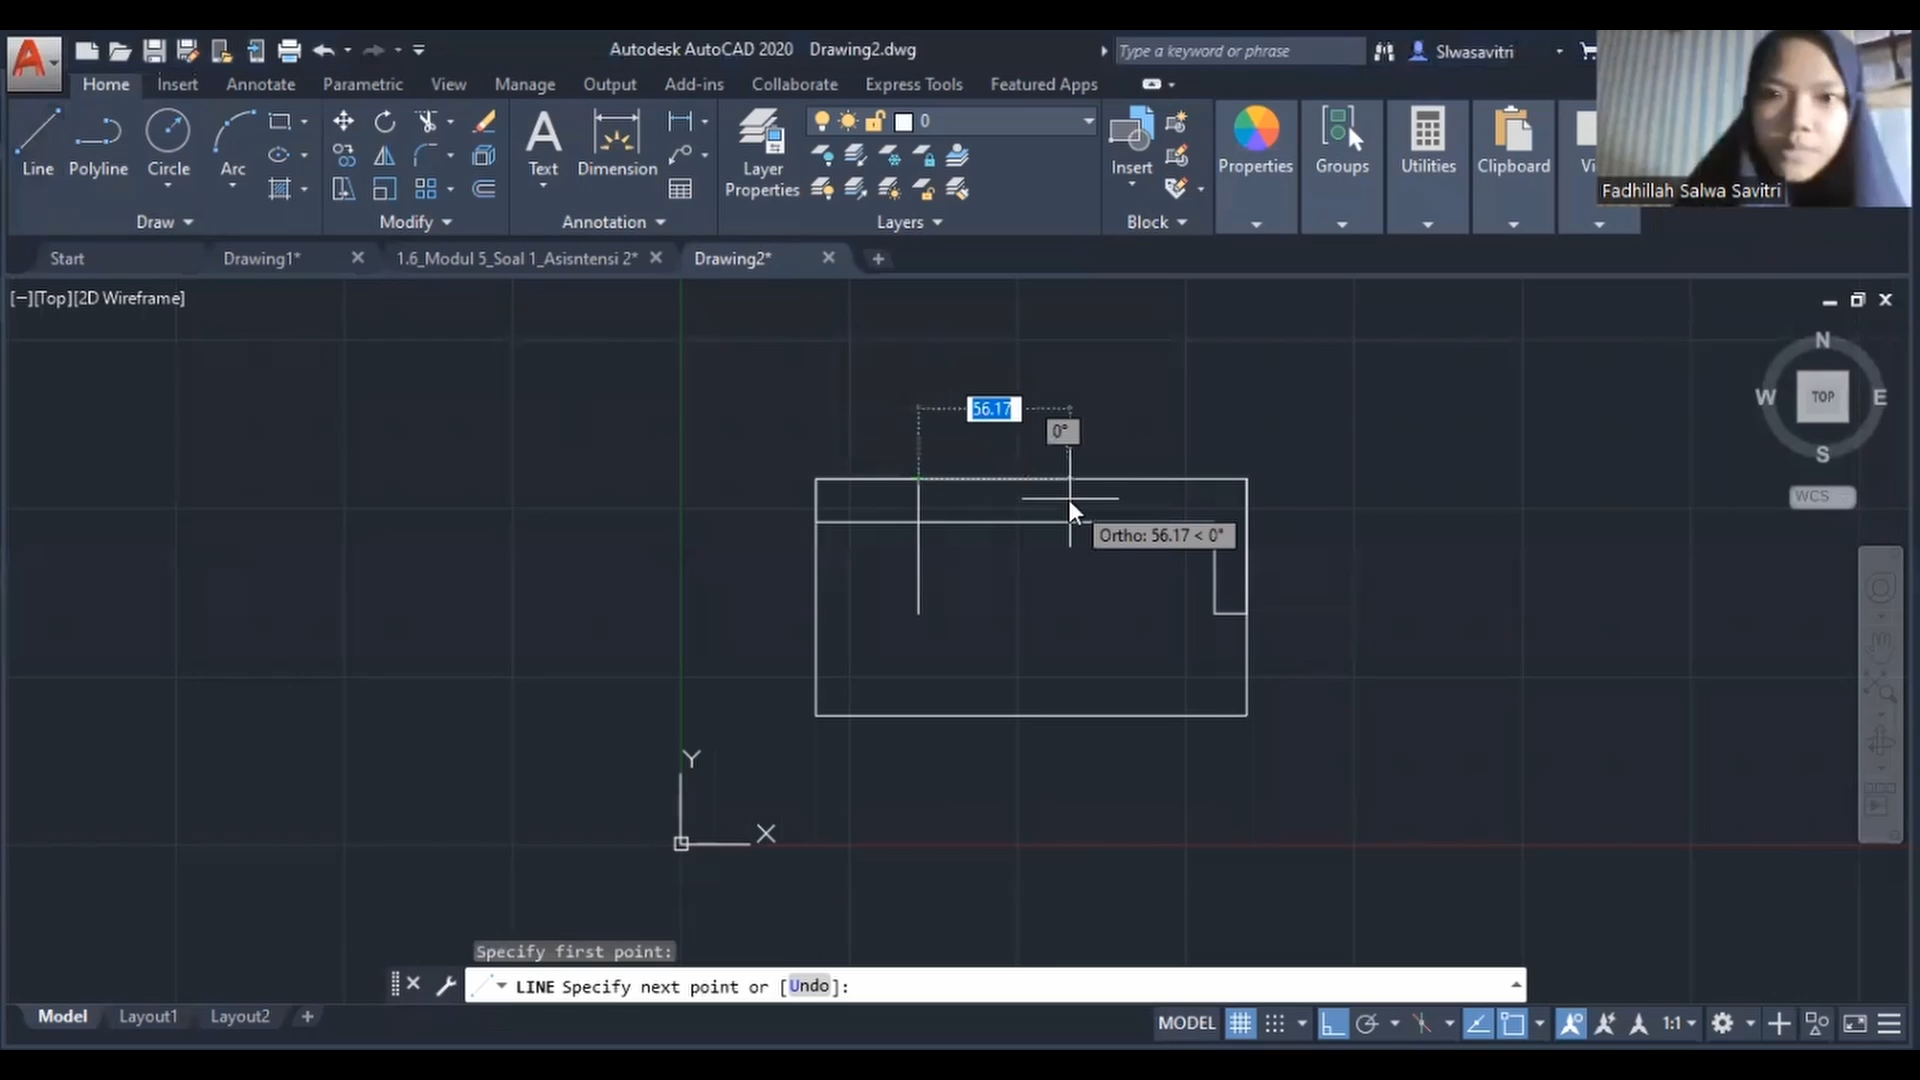 Autodesk AutoCAD 2020 Drawing2.dwg
Type a keyword or phrase
Slwasavitri
Home Insert Annotate Parametric View Manage Output Add-ins Collaborate Express Tools Featured Apps
0
Line Polyline Circle Arc
Text Dimension
Layer
Properties
Insert
Properties Groups Utilities Clipboard
Fadhillah Salwa Savitri
Draw Modify Annotation Layers Block
Start Drawing1* 1.6_Modul 5_Soal 1_Asisntensi 2* Drawing2*
[−][Top][2D Wireframe]
N
W TOP E
S
WCS
56.17
0°
Ortho: 56.17 < 0°
Y
X
Specify first point:
LINE Specify next point or [Undo]:
Model Layout1 Layout2 +
MODEL 1:1